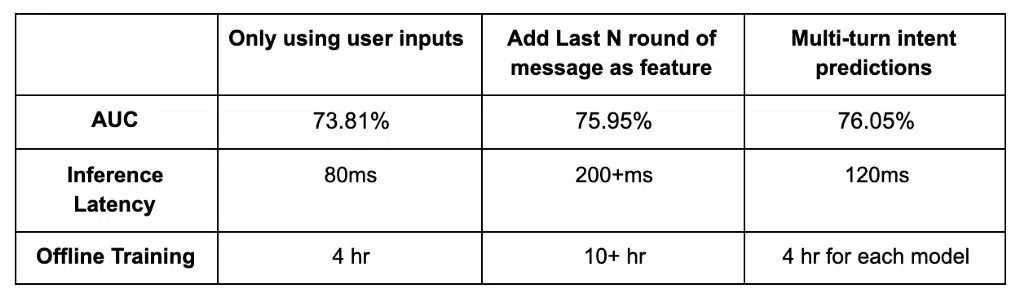 Only using user inputs
Add Last N round of
message as feature
Multi-turn intent
predictions
AUC
73.81%
75.95%
76.05%
Inference
Latency
80ms
200+ms
120ms
Offline Training
4 hr
10+ hr
4 hr for each model